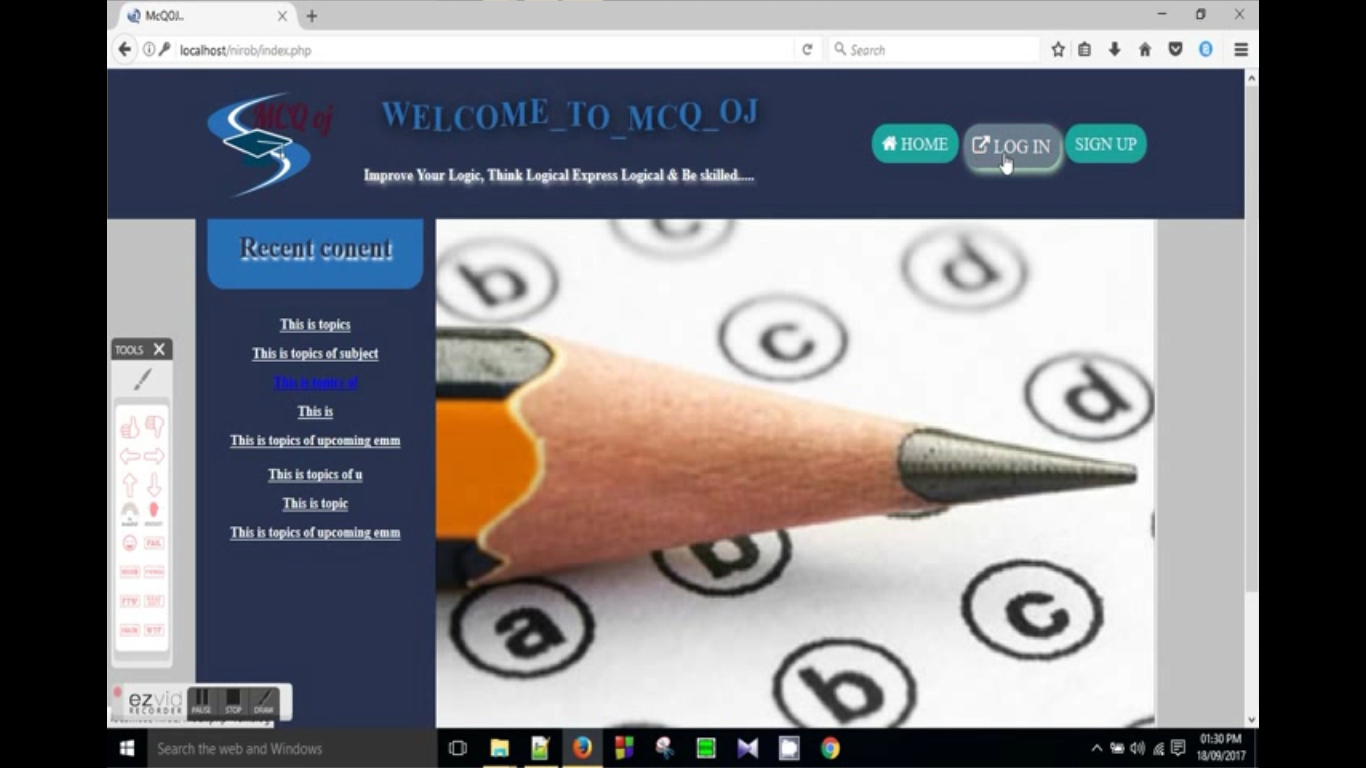 McQOJ..
localhost/nirob/index.php
Search
MCQ oj
WELCOME_TO_MCQ_OJ
Improve Your Logic, Think Logical Express Logical & Be skilled.....
HOME
LOG IN
SIGN UP
Recent conent
This is topics
This is topics of subject
This is topics of
This is
This is topics of upcoming emm
This is topics of u
This is topic
This is topics of upcoming emm
b
c
d
c
d
b
a
c
b
TOOLS
FAIL
FTW
WTF
ezvid
RECORDER
PAUSE
STOP
DRAW
Search the web and Windows
01:30 PM
18/09/2017